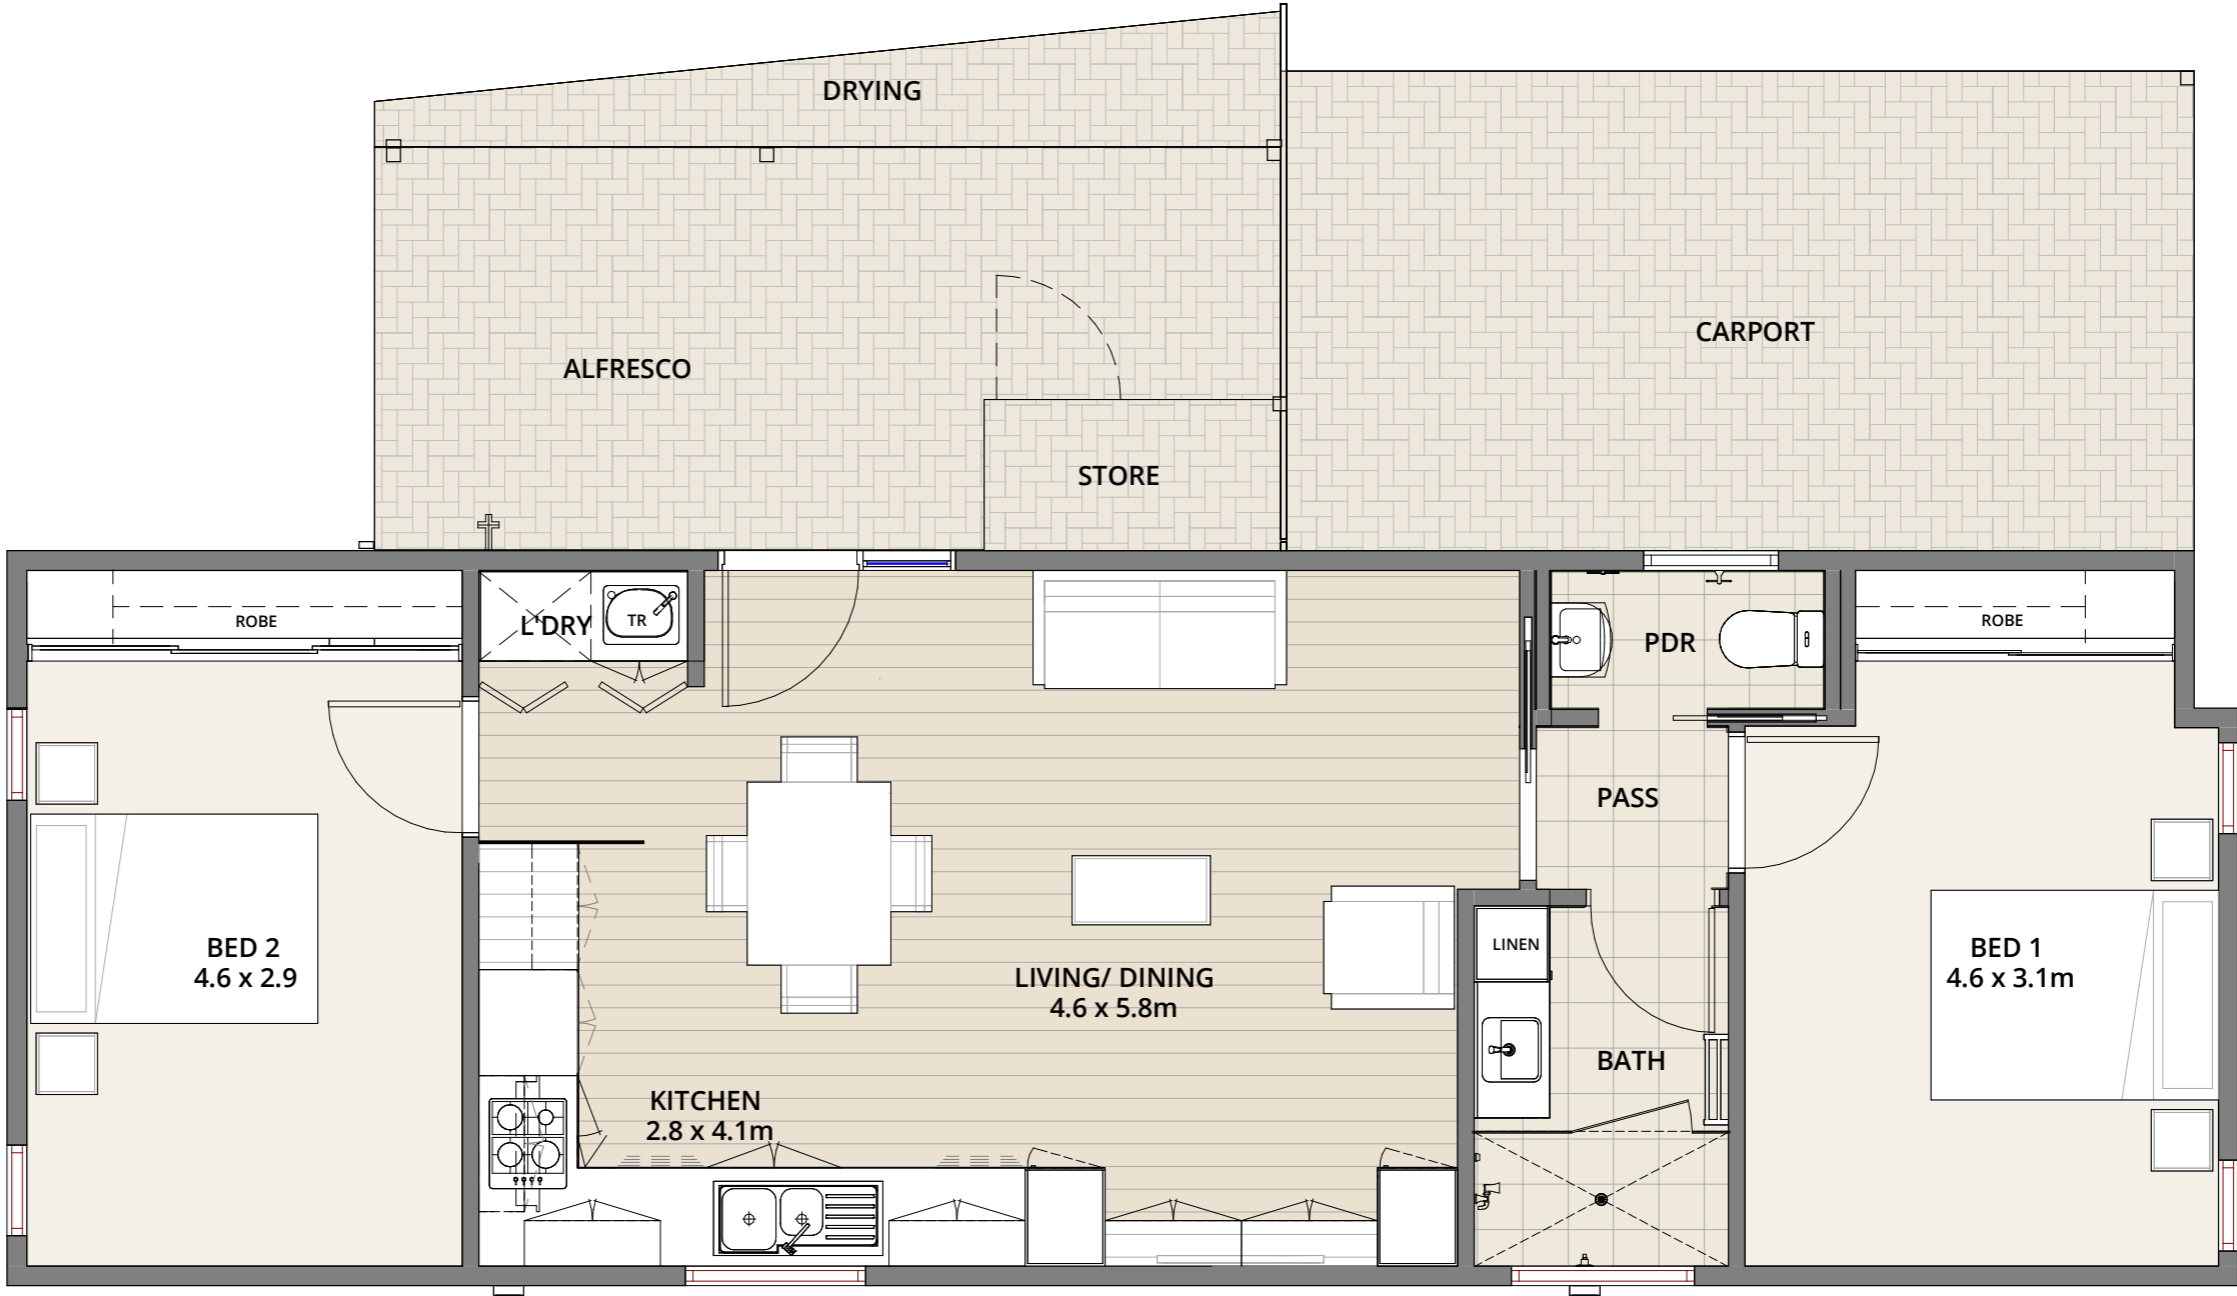 DRYING
CARPORT
ALFRESCO
STORE
ROBE
L'DRY
TR
PDR
ROBE
PASS
BED 2
4.6 x 2.9
LIVING/ DINING
4.6 x 5.8m
LINEN
BED 1
4.6 x 3.1m
BATH
KITCHEN
2.8 x 4.1m